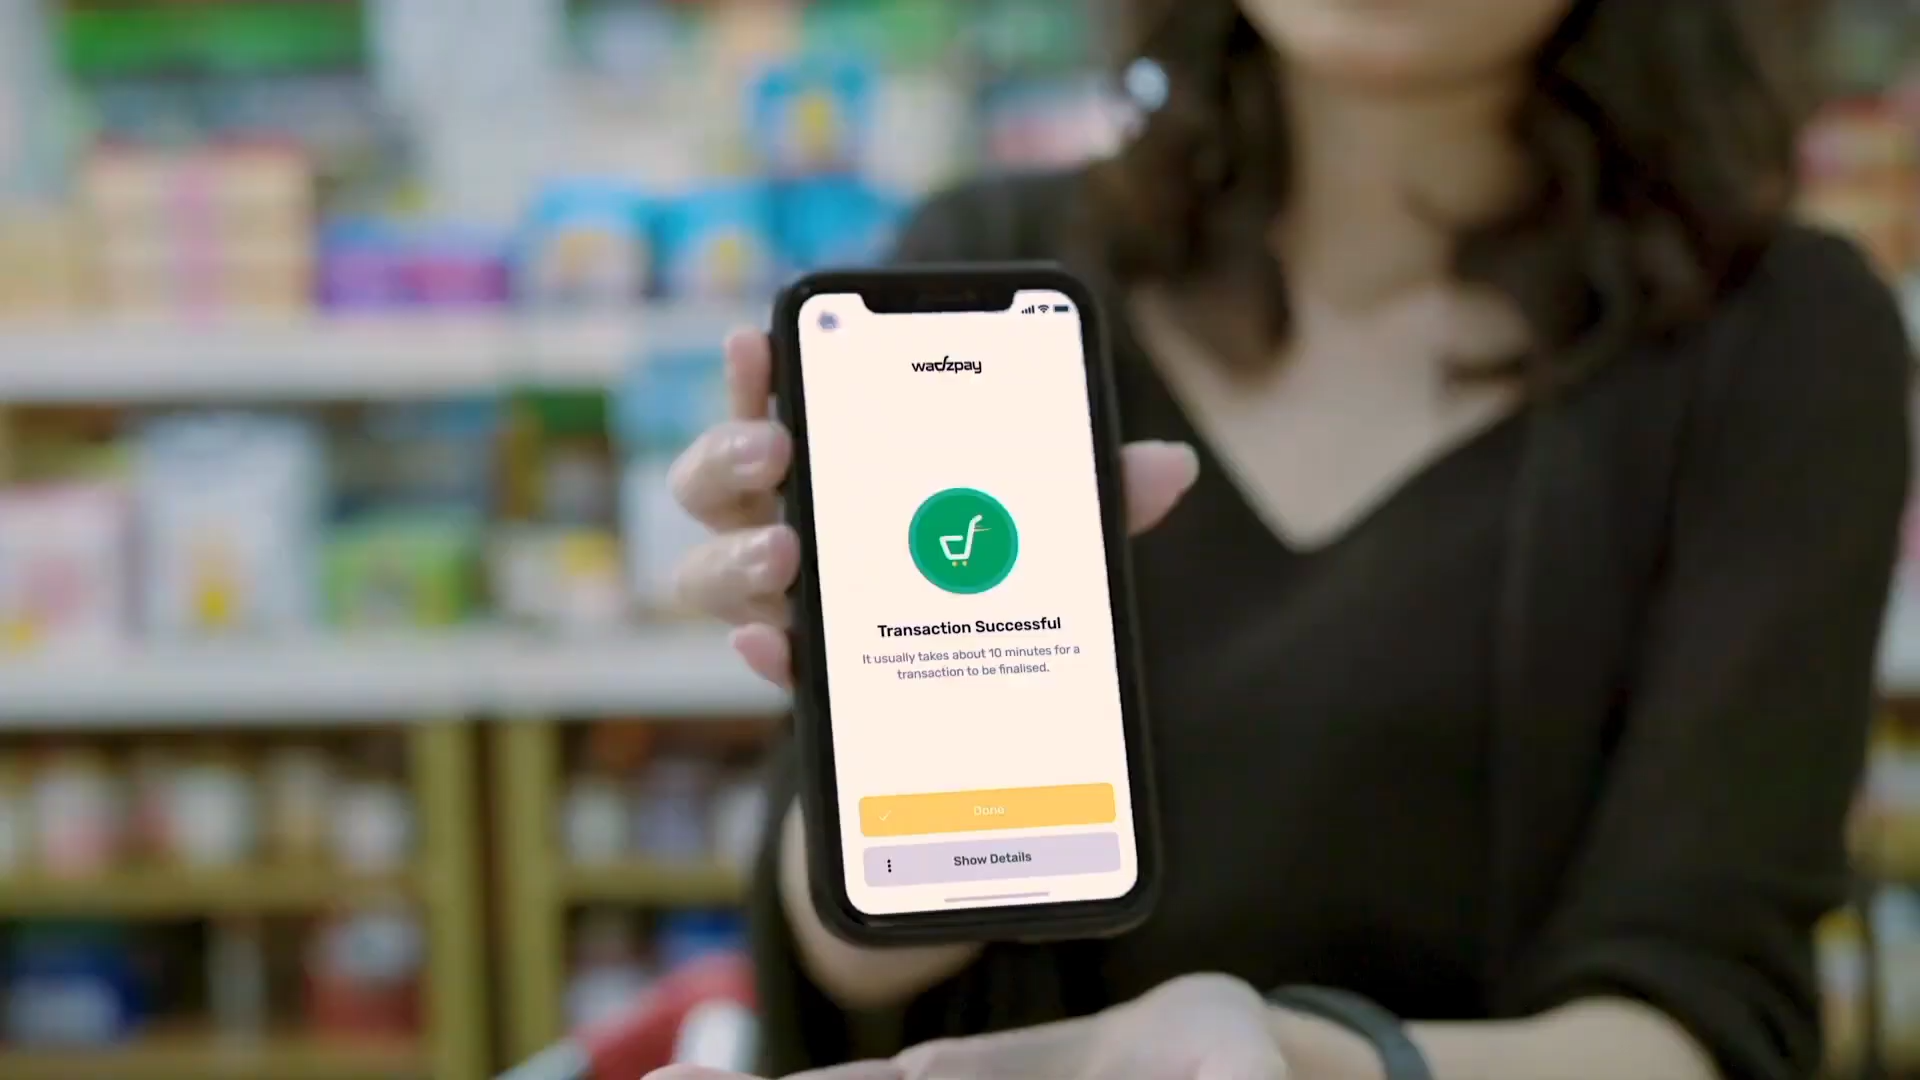 wadzpay
Transaction Successful
It usually takes about 10 minutes for a
transaction to be finalised.
Done
Show Details